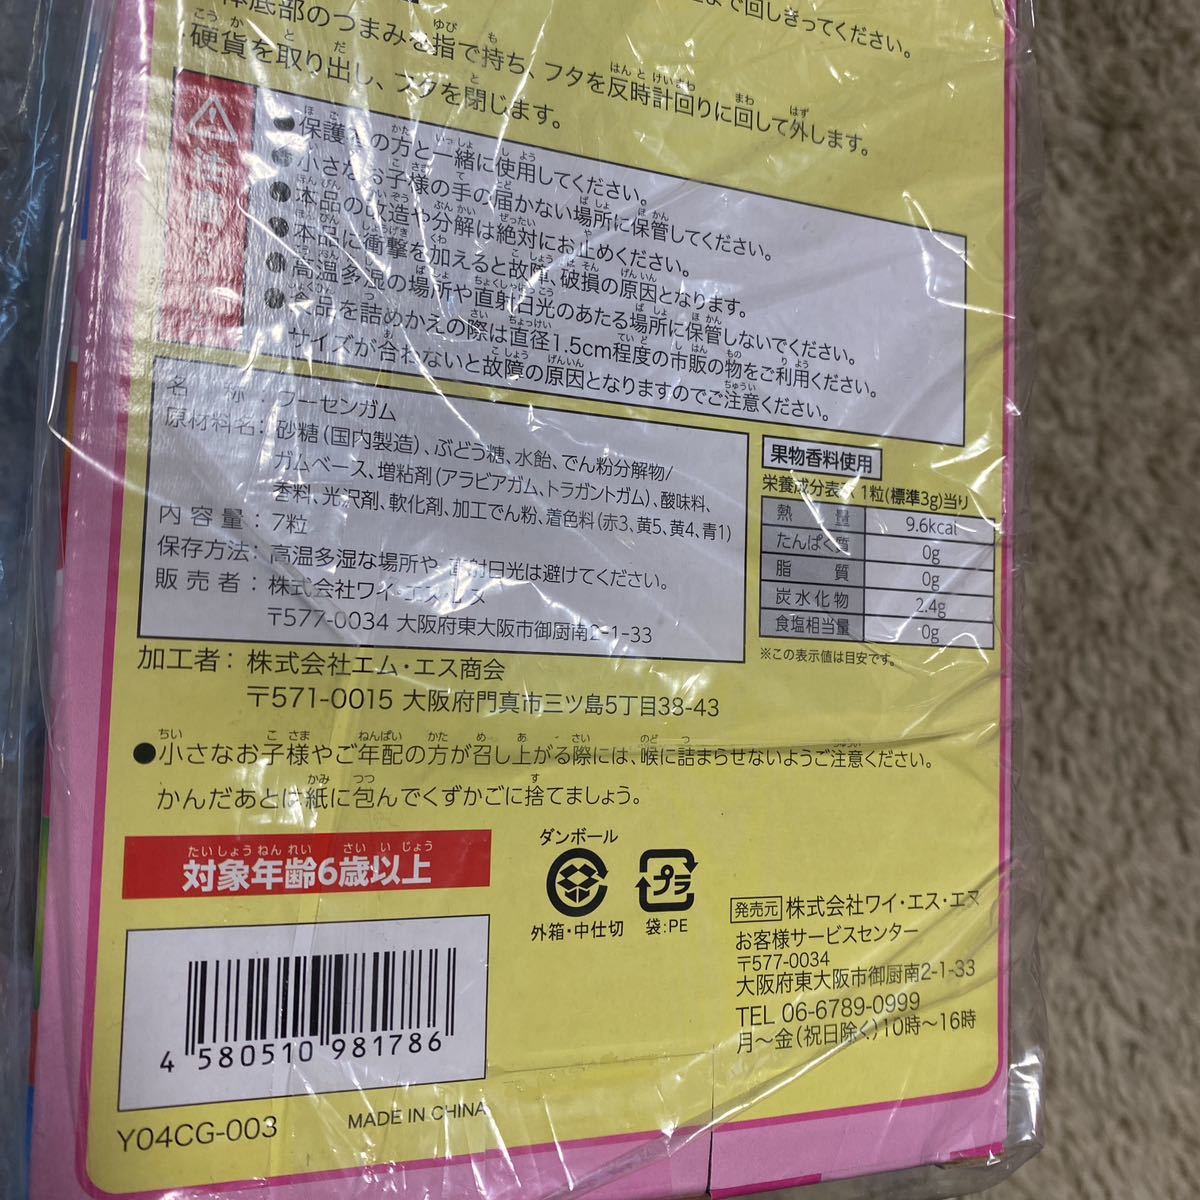 まで回しきってください。
体底部のつまみを指で持ち、フタを反時計回りに回して外します。
硬貨を取り出し、フタを閉じます。
●保護者の方と一緒に使用してください。
●小さなお子様の手の届かない場所に保管してください。
●本品の改造や分解は絶対にお止めください。
●本品に衝撃を加えると故障、破損の原因となります。
●高温多湿の場所や直射日光のあたる場所に保管しないでください。
●食品を詰めかえの際は直径1.5cm程度の市販の物をご利用ください。
サイズが合わないと故障の原因となりますのでご注意ください。
名称:フーセンガム
原材料名:砂糖(国内製造)、ぶどう糖、水飴、でん粉分解物/
ガムベース、増粘剤(アラビアガム、トラガントガム)、酸味料、
香料、光沢剤、軟化剤、加工でん粉、着色料(赤3、黄5、黄4、青1)
内容量:7粒
保存方法:高温多湿な場所や、直射日光は避けてください。
販売者:株式会社ワイ・エス・エヌ
〒577-0034 大阪府東大阪市御厨南2-1-33
果物香料使用
栄養成分表示 1粒(標準3g)当り
熱量 9.6kcal
たんぱく質 0g
脂質 0g
炭水化物 2.4g
食塩相当量 0g
※この表示値は目安です。
加工者:株式会社エム・エス商会
〒571-0015 大阪府門真市三ツ島5丁目38-43
●小さなお子様やご年配の方が召し上がる際には、喉に詰まらせないようご注意ください。
かんだあとは紙に包んでくずかごに捨てましょう。
たいしょうねんれい さいいじょう
対象年齢6歳以上
ダンボール
外箱・中仕切
プラ
袋:PE
発売元 株式会社ワイ・エス・エヌ
お客様サービスセンター
〒577-0034
大阪府東大阪市御厨南2-1-33
TEL 06-6789-0999
月～金(祝日除く)10時～16時
4 580510 981786
Y04CG-003
MADE IN CHINA